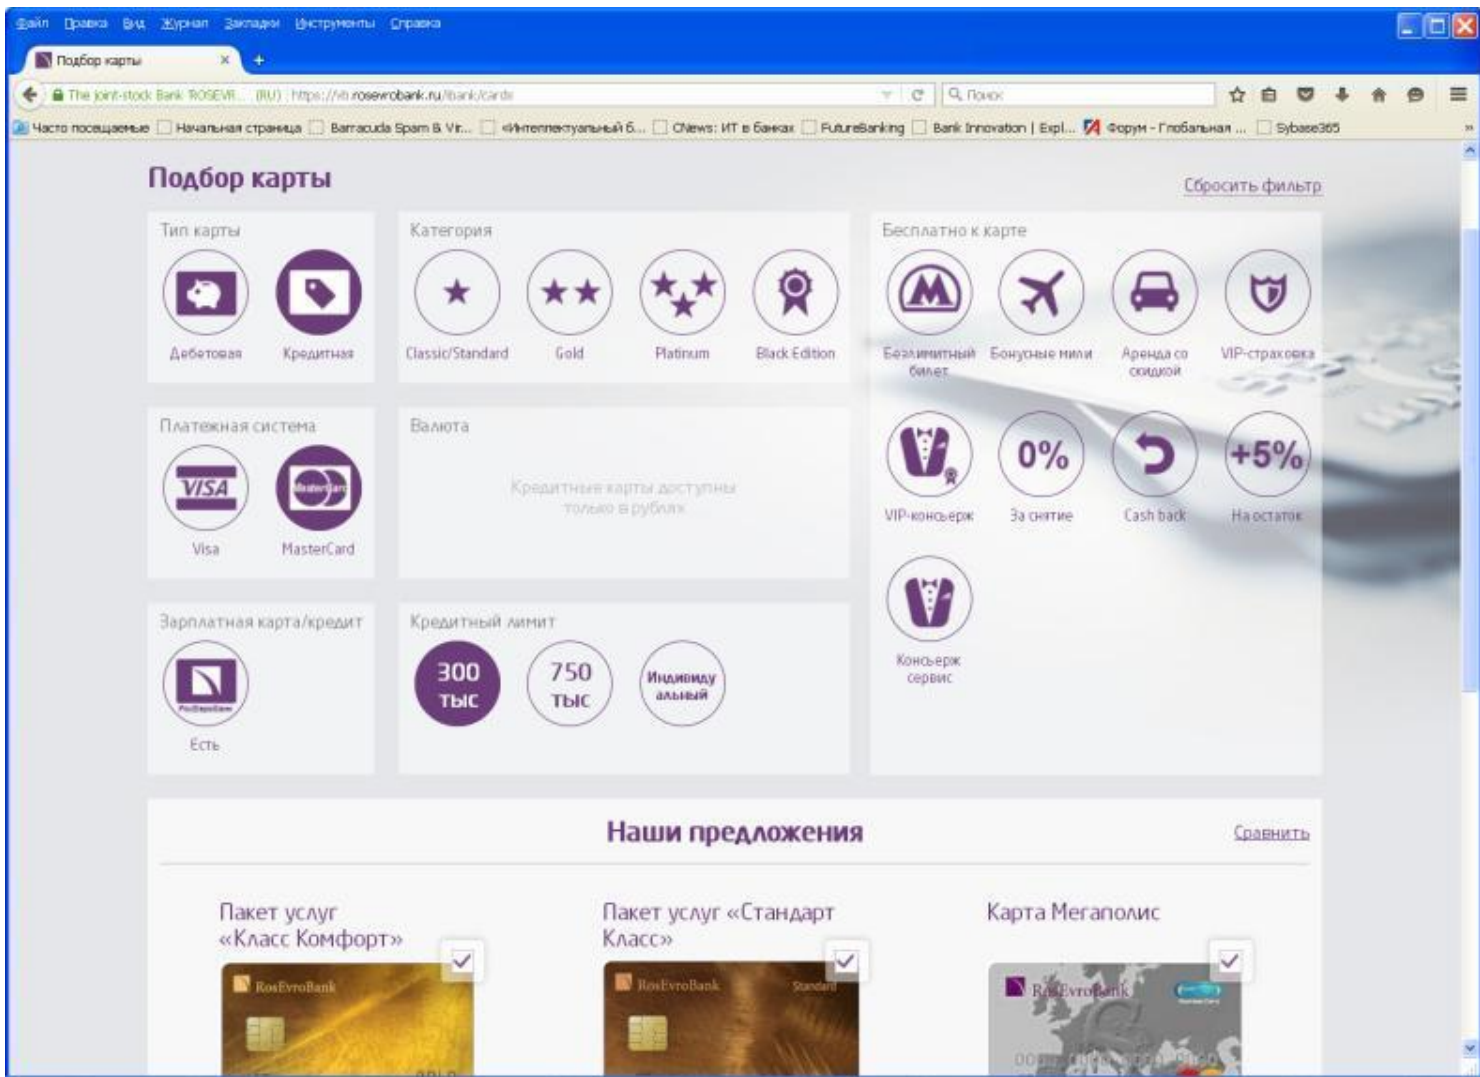 Файл Правка Вид Журнал Закладки Инструменты Справка
Подбор карты
The joint-stock Bank ROSEVR... (RU) https://vb.rosevrobank.ru/ibank/cards
Поиск
Часто посещаемые Начальная страница Barracuda Spam & Vir... «Интеллектуальный б... CNews: ИТ в банках FutureBanking Bank Innovation | Expl... Форум - Глобальная ... Sybase365
Подбор карты
Сбросить фильтр
Тип карты
Дебетовая Кредитная
Категория
Classic/Standard Gold Platinum Black Edition
Бесплатно к карте
Безлимитный билет
Бонусные мили
Аренда со скидкой
VIP-страховка
Платежная система
VISA MasterCard
Visa MasterCard
Валюта
Кредитные карты доступны
только в рублях
0% +5%
VIP-консьерж За снятие Cash back На остаток
Зарплатная карта/кредит
РосЕвроБанк
Есть
Кредитный лимит
300 тыс
750 тыс
Индивиду
альный
Консьерж
сервис
Наши предложения
Сравнить
Пакет услуг
«Класс Комфорт»
RosEvroBank
Пакет услуг «Стандарт
Класс»
RosEvroBank Standard
Карта Мегаполис
RosEvroBank